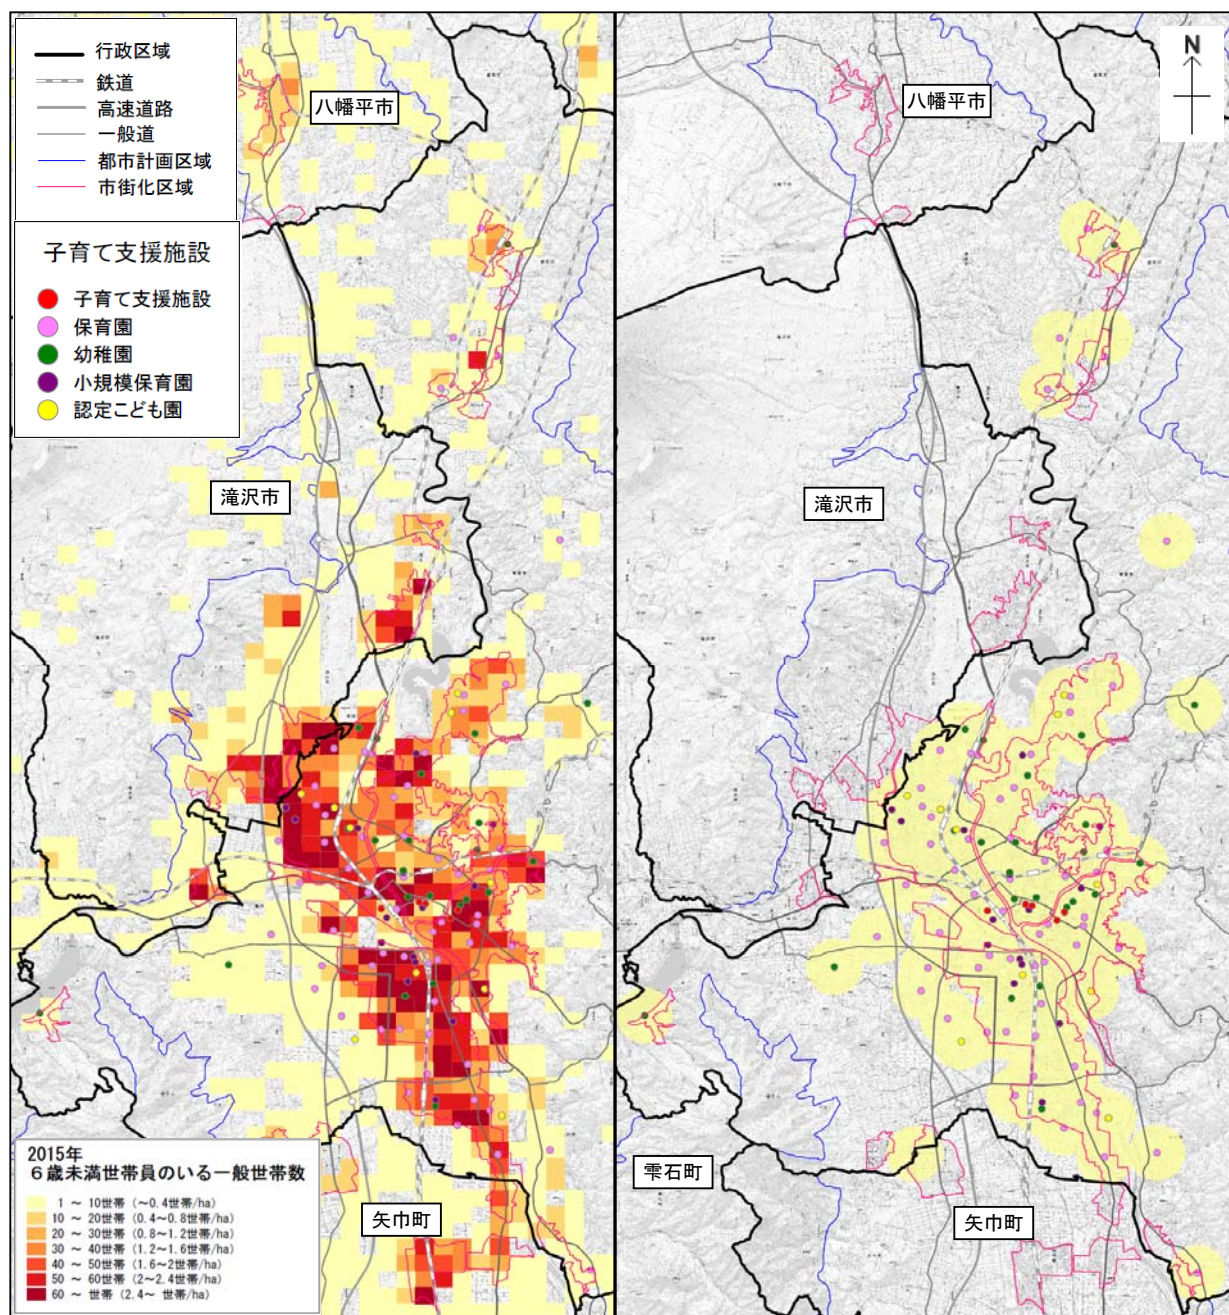 行政区域
鉄道
高速道路
一般道
都市計画区域
市街化区域
子育て支援施設
子育て支援施設
保育園
幼稚園
小規模保育園
認定こども園
八幡平市
滝沢市
矢巾町
2015年
6歳未満世帯員のいる一般世帯数
1 ～ 10世帯 (～0.4世帯/ha)
10 ～ 20世帯 (0.4～0.8世帯/ha)
20 ～ 30世帯 (0.8～1.2世帯/ha)
30 ～ 40世帯 (1.2～1.6世帯/ha)
40 ～ 50世帯 (1.6～2世帯/ha)
50 ～ 60世帯 (2～2.4世帯/ha)
60 ～ 世帯 (2.4～ 世帯/ha)
N
八幡平市
滝沢市
雫石町
矢巾町